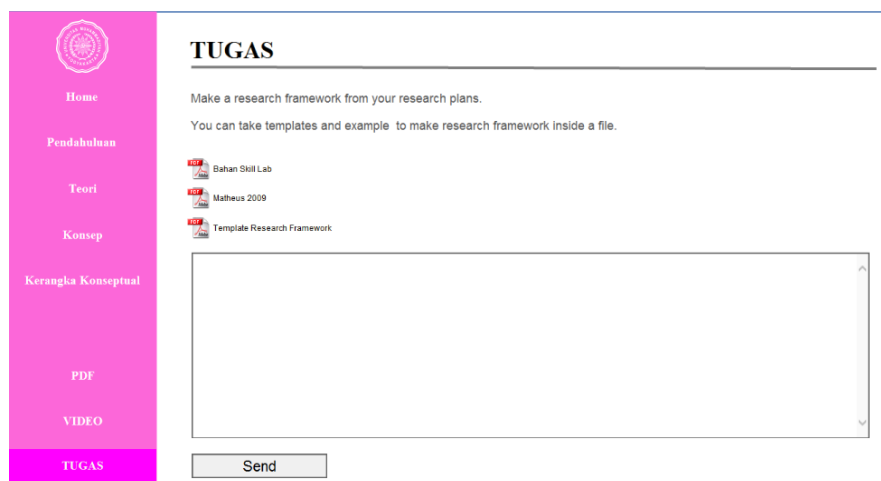 Home
Pendahuluan
Teori
Konsep
Kerangka Konseptual
PDF
VIDEO
TUGAS
TUGAS
Make a research framework from your research plans.
You can take templates and example to make research framework inside a file.
Bahan Skill Lab
Matheus 2009
Template Research Framework
Send